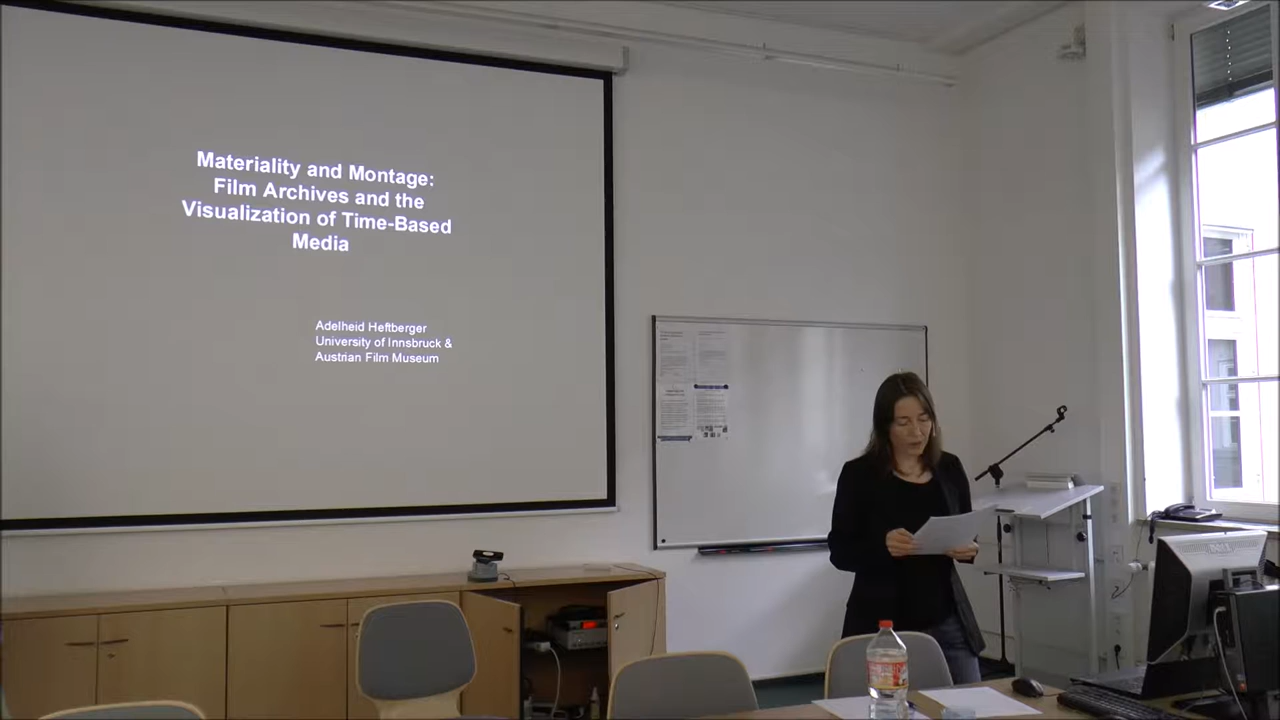 Materiality and Montage:
Film Archives and the
Visualization of Time-Based
Media
Adelheid Heftberger
University of Innsbruck &
Austrian Film Museum